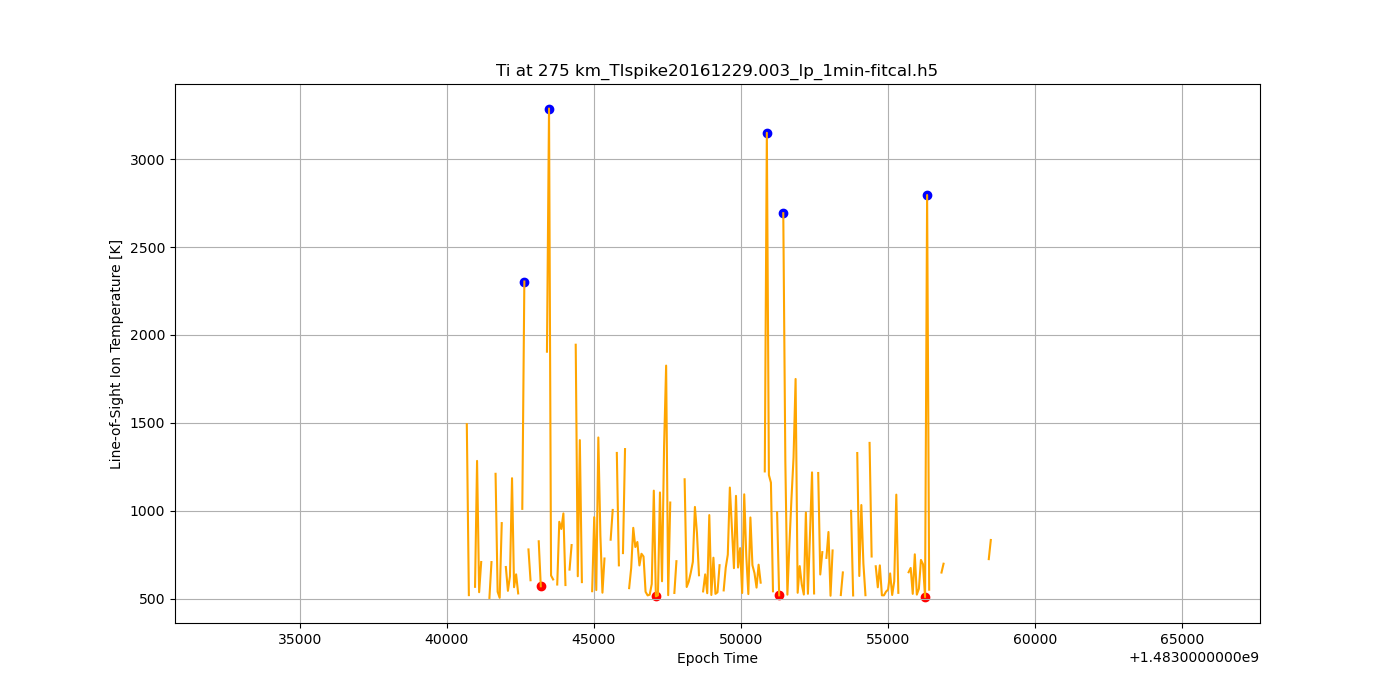 Ti at 275 km_TIspike20161229.003_lp_1min-fitcal.h5
Line-of-Sight Ion Temperature [K]
3000
2500
2000
1500
1000
500
35000 40000 45000 50000 55000 60000 65000
Epoch Time
+1.4830000000e9